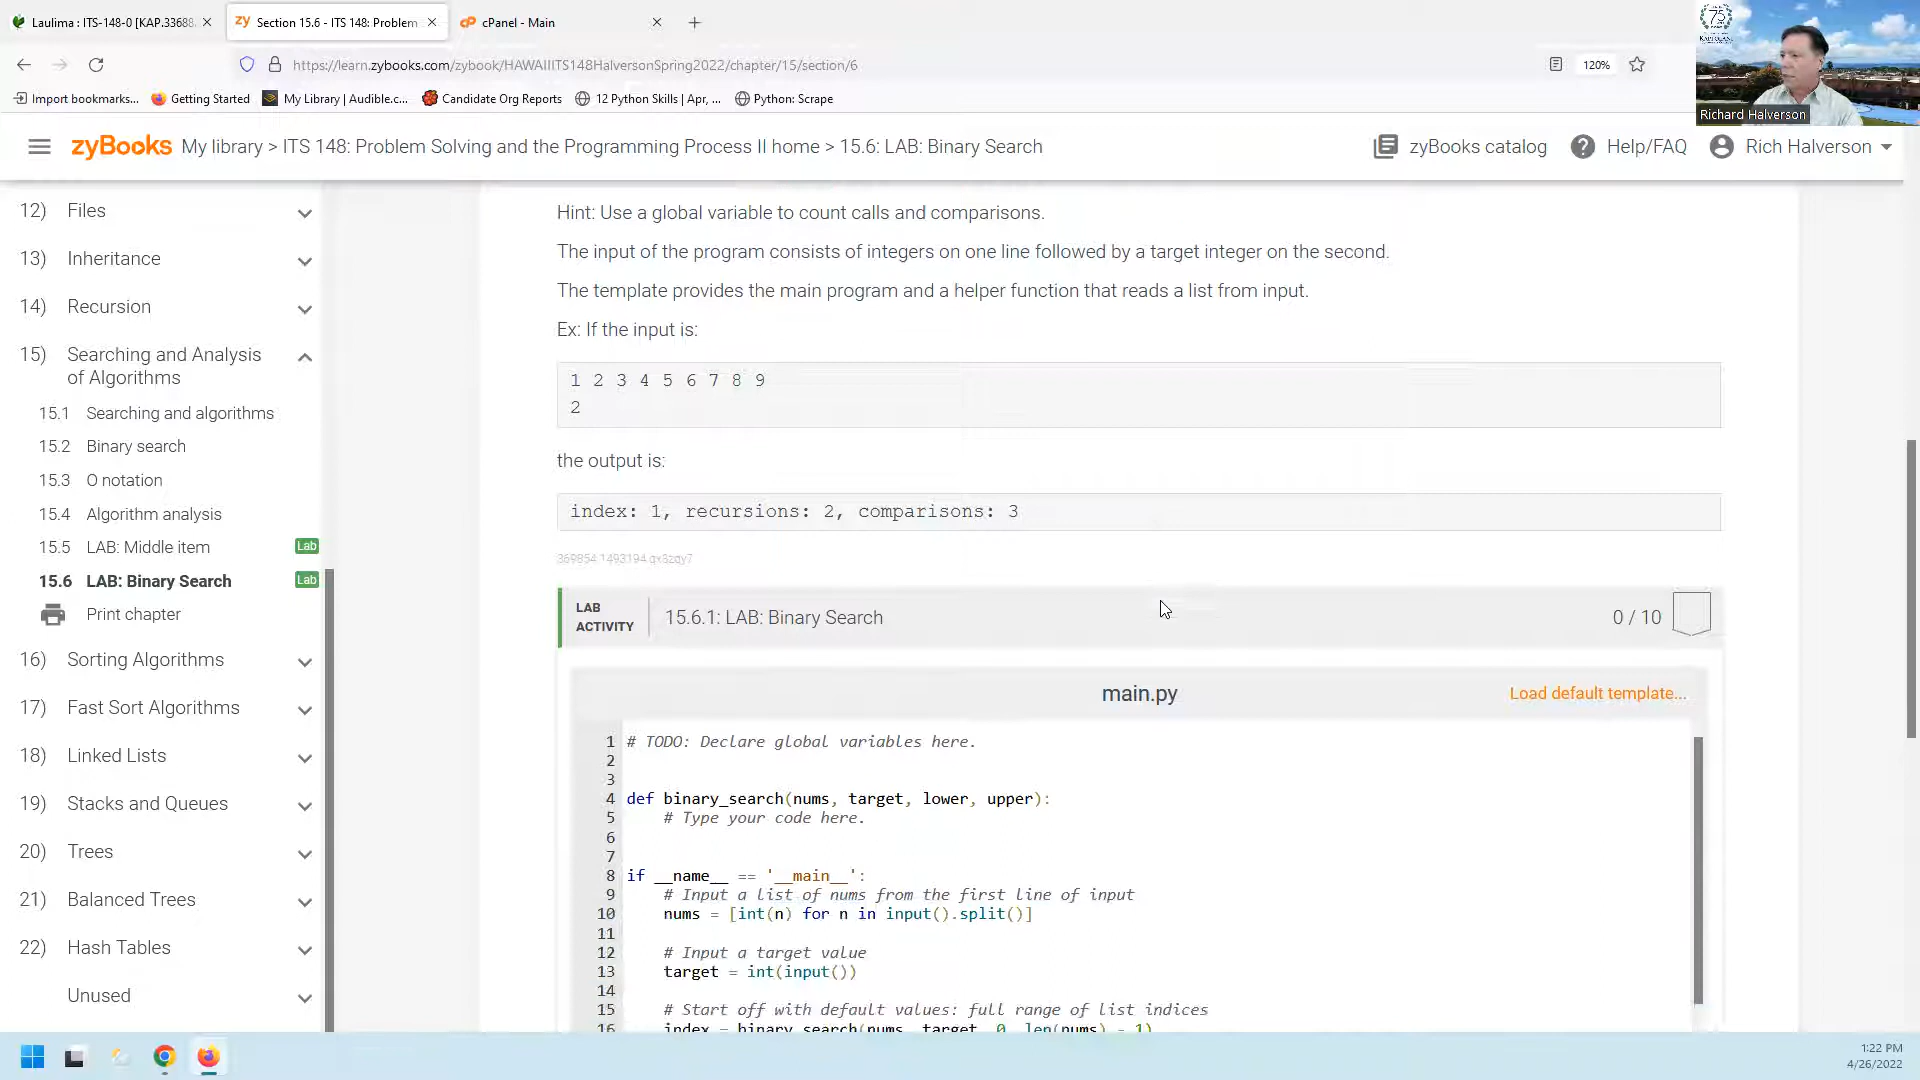 Laulima : ITS-148-0 [KAP.33688.
zy Section 15.6 - ITS 148: Problem
cPanel - Main
https://learn.zybooks.com/zybook/HAWAIIITS148HalversonSpring2022/chapter/15/section/6
120%
Import bookmarks...
Getting Started
My Library | Audible.c...
Candidate Org Reports
12 Python Skills | Apr, ...
Python: Scrape
75
Richard Halverson
zyBooks My library > ITS 148: Problem Solving and the Programming Process II home > 15.6: LAB: Binary Search
zyBooks catalog
Help/FAQ
Rich Halverson
12) Files
13) Inheritance
14) Recursion
15) Searching and Analysis
of Algorithms
15.1 Searching and algorithms
15.2 Binary search
15.3 O notation
15.4 Algorithm analysis
15.5 LAB: Middle item Lab
15.6 LAB: Binary Search Lab
Print chapter
16) Sorting Algorithms
17) Fast Sort Algorithms
18) Linked Lists
19) Stacks and Queues
20) Trees
21) Balanced Trees
22) Hash Tables
Unused
Hint: Use a global variable to count calls and comparisons.
The input of the program consists of integers on one line followed by a target integer on the second.
The template provides the main program and a helper function that reads a list from input.
Ex: If the input is:
1 2 3 4 5 6 7 8 9
2
the output is:
index: 1, recursions: 2, comparisons: 3
369854.1493194.qx3zqy7
LAB
ACTIVITY
15.6.1: LAB: Binary Search
0 / 10
main.py
Load default template...
1 # TODO: Declare global variables here.
2
3
4 def binary_search(nums, target, lower, upper):
5 # Type your code here.
6
7
8 if __name__ == '__main__':
9 # Input a list of nums from the first line of input
10 nums = [int(n) for n in input().split()]
11
12 # Input a target value
13 target = int(input())
14
15 # Start off with default values: full range of list indices
16 index = binary_search(nums, target, 0, len(nums) - 1)
1:22 PM
4/26/2022